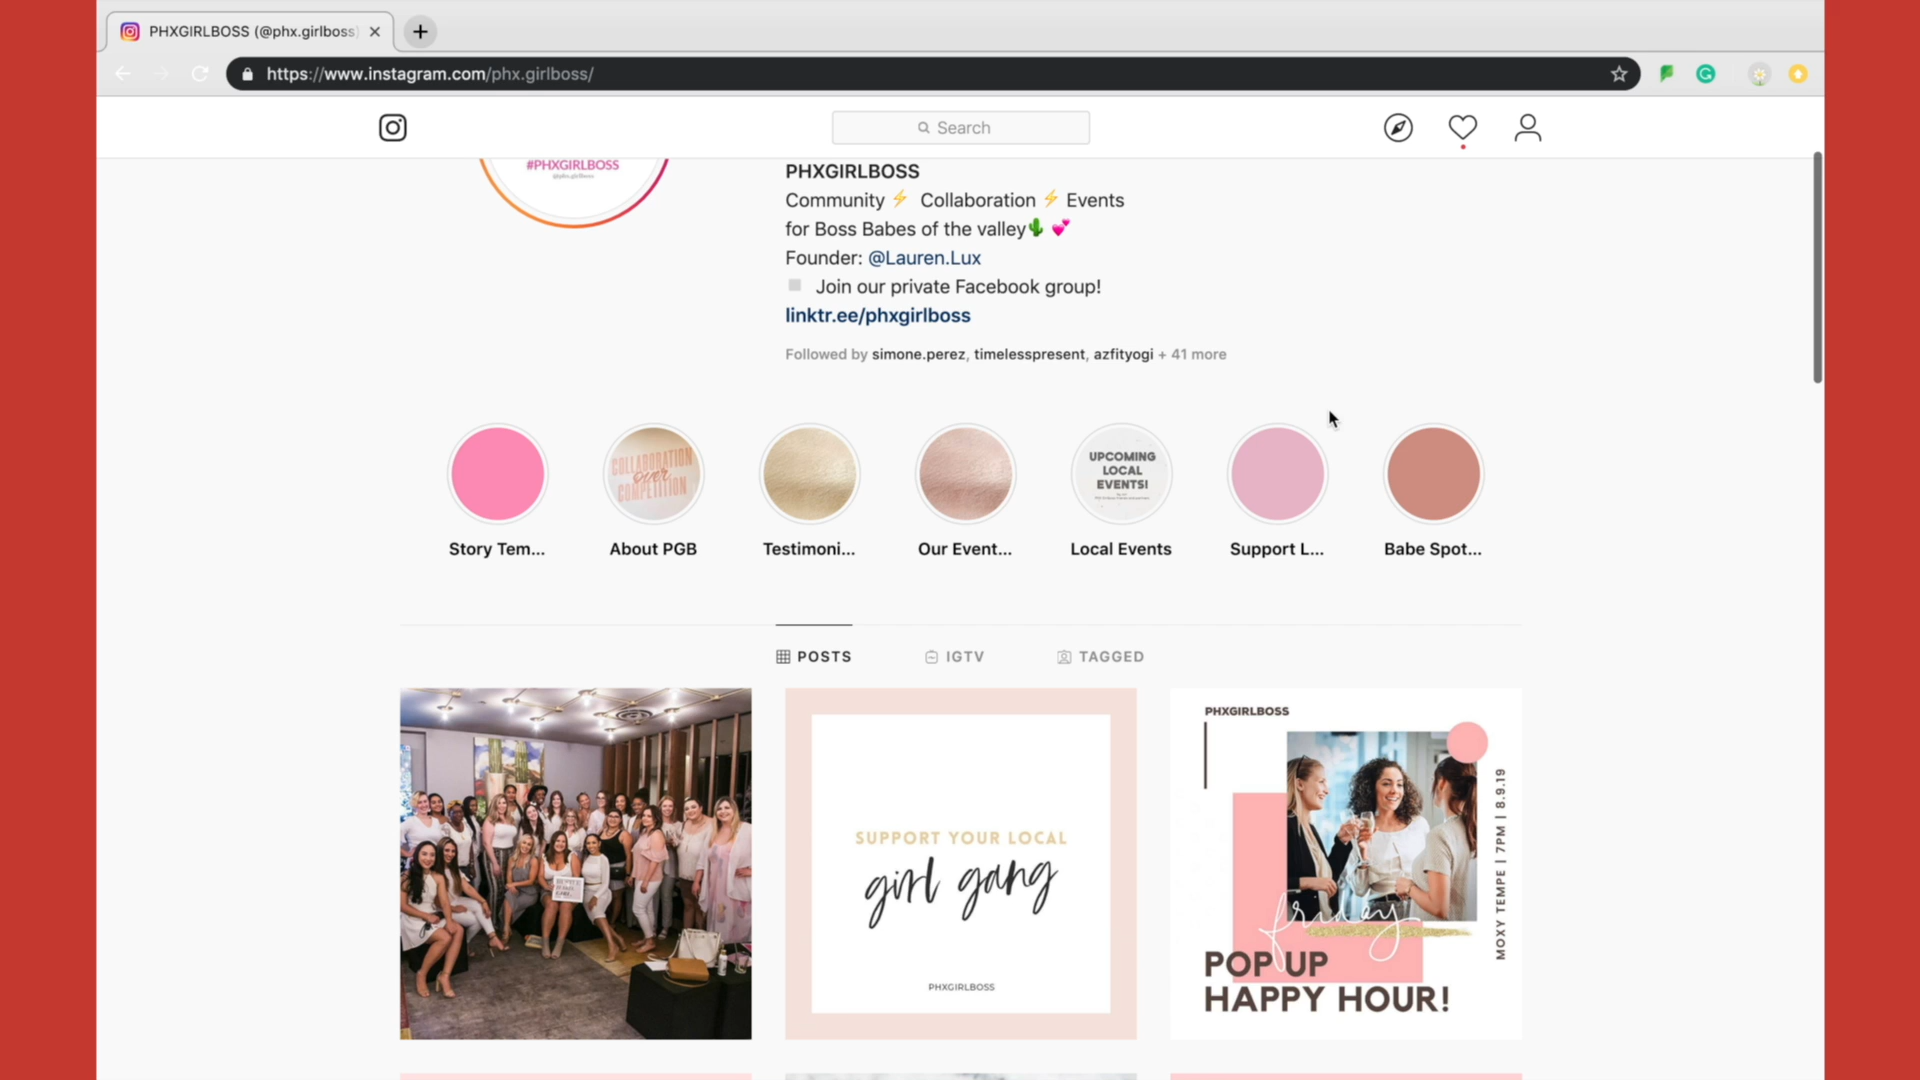 PHXGIRLBOSS (@phx.girlboss)
https://www.instagram.com/phx.girlboss/
Search
#PHXGIRLBOSS
@phx.girlboss
PHXGIRLBOSS
Community ⚡ Collaboration ⚡ Events
for Boss Babes of the valley🌵 💕
Founder: @Lauren.Lux
Join our private Facebook group!
linktr.ee/phxgirlboss
Followed by simone.perez, timelesspresent, azfityogi + 41 more
COLLABORATION
over
COMPETITION
UPCOMING
LOCAL
EVENTS!
Story Tem...
About PGB
Testimoni...
Our Event...
Local Events
Support L...
Babe Spot...
POSTS
IGTV
TAGGED
SUPPORT YOUR LOCAL
girl gang
PHXGIRLBOSS
PHXGIRLBOSS
friday
POP UP
HAPPY HOUR!
MOXY TEMPE | 7PM | 8.9.19